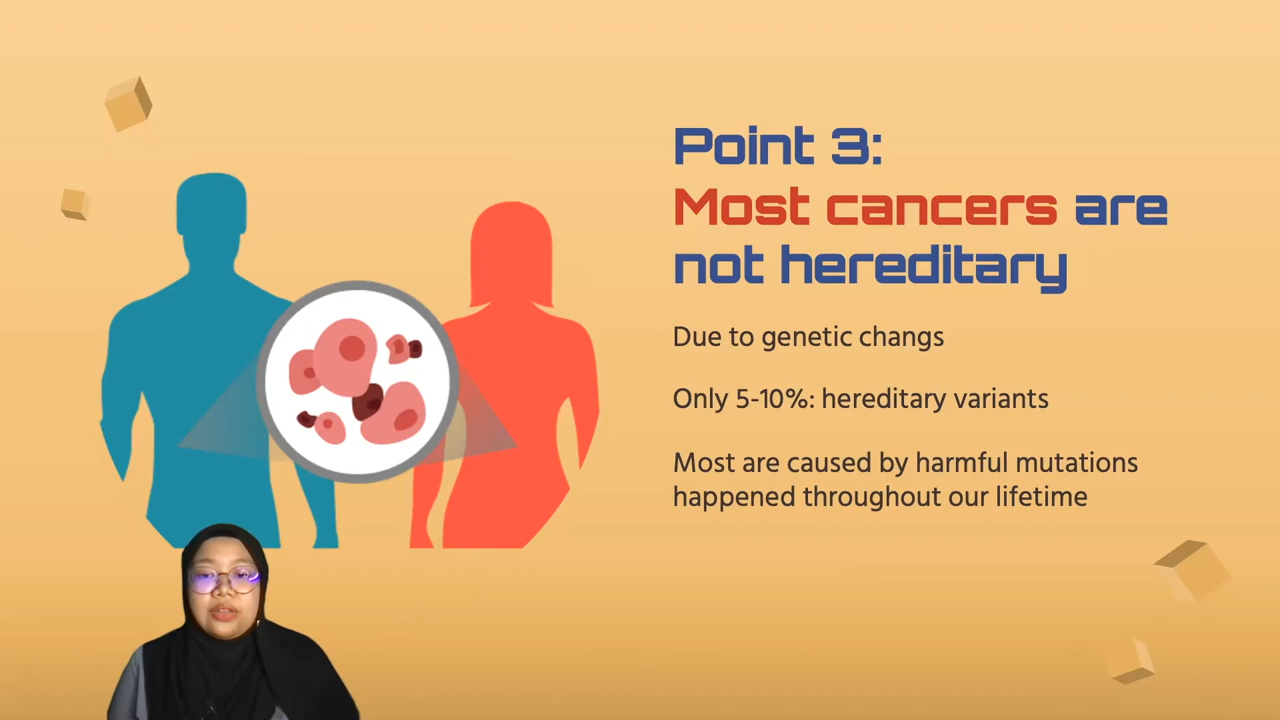 Point 3:
Most cancers are
not hereditary
Due to genetic changs
Only 5-10%: hereditary variants
Most are caused by harmful mutations
happened throughout our lifetime